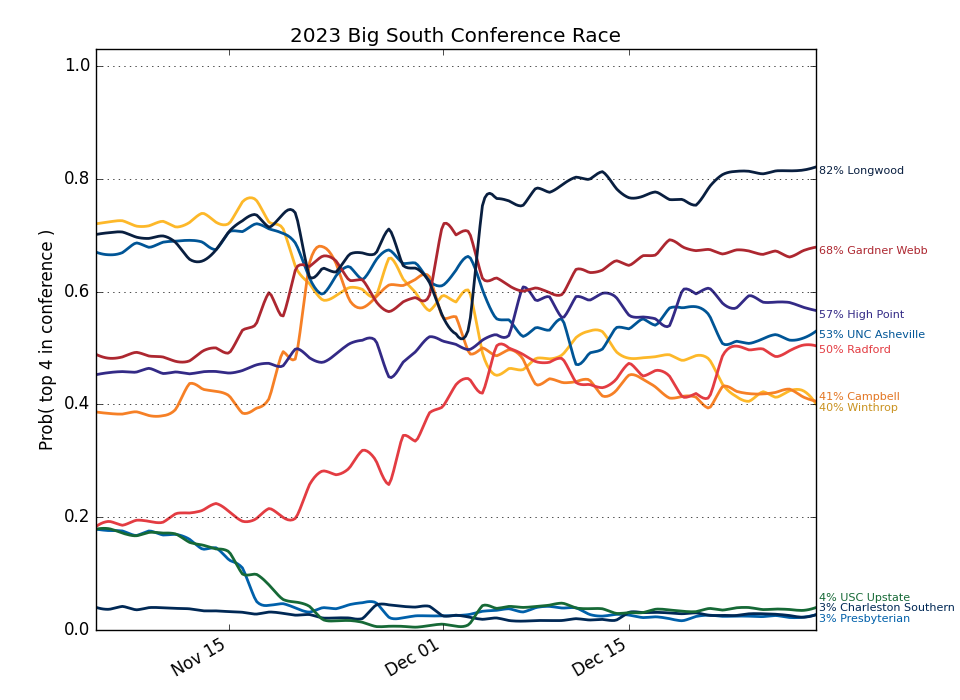 2023 Big South Conference Race
Prob( top 4 in conference )
1.0
0.8
0.6
0.4
0.2
0.0
Nov 15
Dec 01
Dec 15
82% Longwood
68% Gardner Webb
57% High Point
53% UNC Asheville
50% Radford
41% Campbell
40% Winthrop
4% USC Upstate
3% Charleston Southern
3% Presbyterian